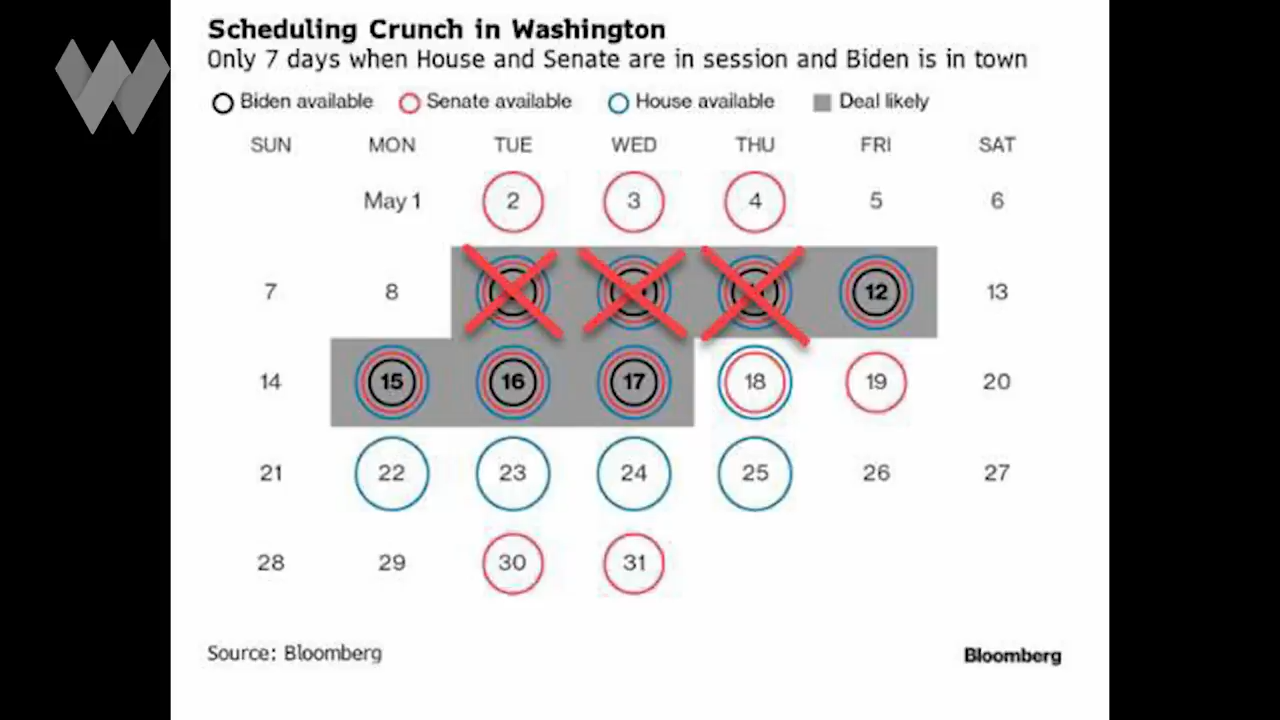 Scheduling Crunch in Washington
Only 7 days when House and Senate are in session and Biden is in town
Biden available Senate available House available Deal likely
SUN MON TUE WED THU FRI SAT
May 1 2 3 4 5 6
7 8 12 13
14 15 16 17 18 19 20
21 22 23 24 25 26 27
28 29 30 31
Source: Bloomberg Bloomberg